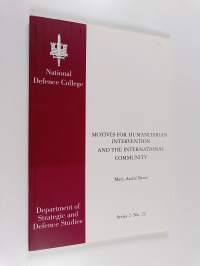 National
Defence College
MOTIVES FOR HUMANITARIAN
INTERVENTION
AND THE INTERNATIONAL
COMMUNITY
Department of
Strategic and
Defence Studies